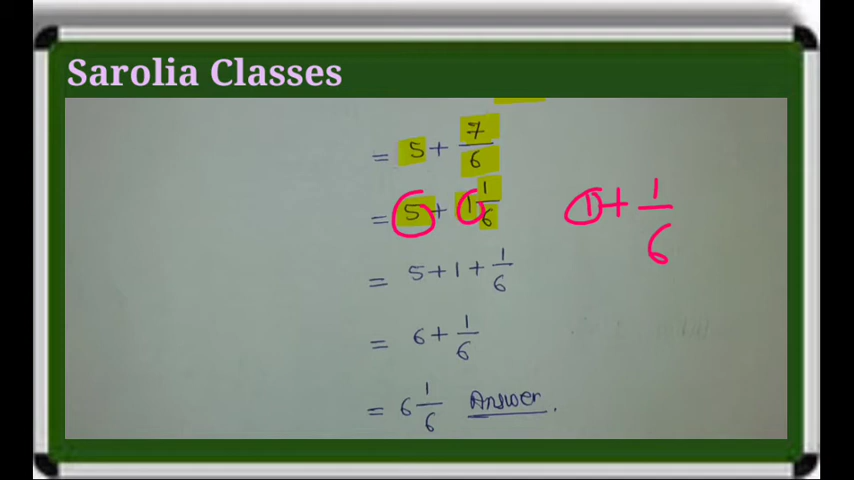 Sarolia Classes
= 5 + 7/6
= 5 + 1 1/6
1 + 1/6
= 5 + 1 + 1/6
= 6 + 1/6
= 6 1/6 Answer.